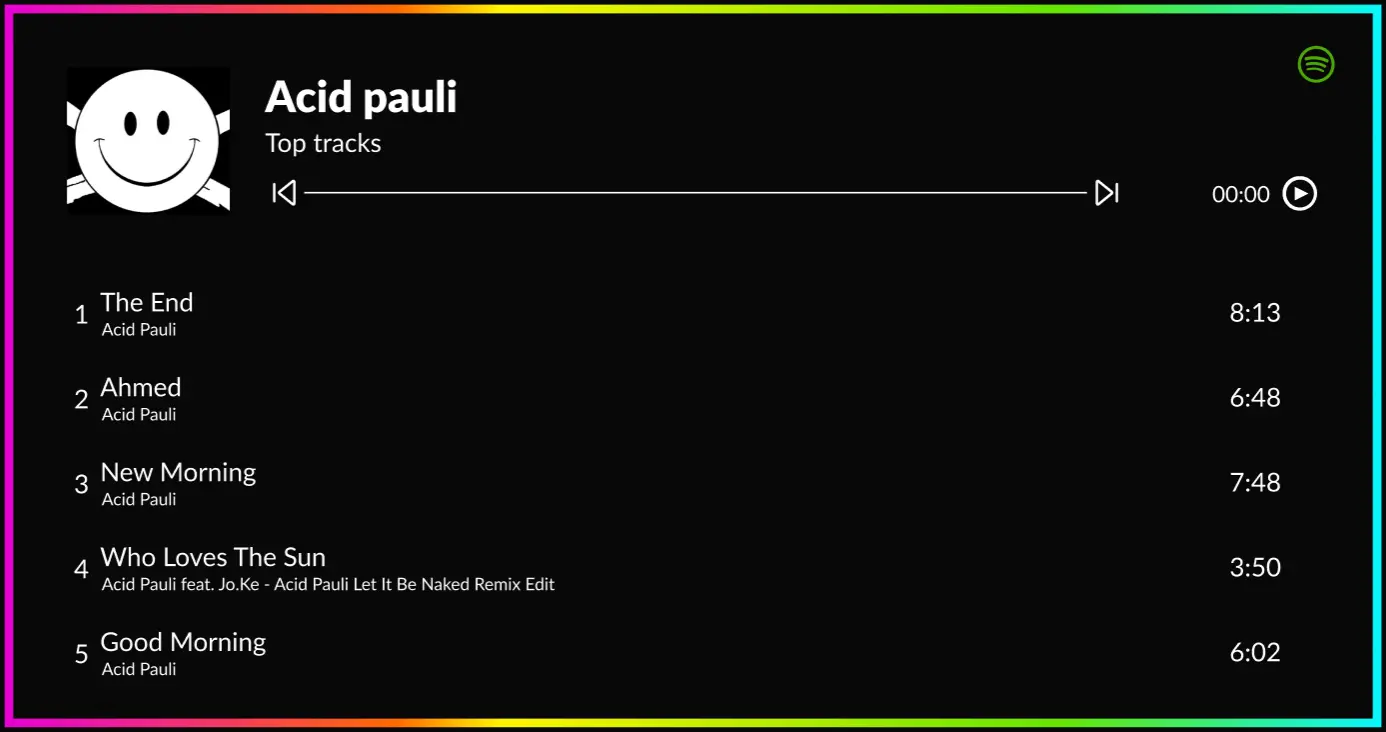 Acid pauli
Top tracks
00:00
1 The End 8:13
Acid Pauli
2 Ahmed 6:48
Acid Pauli
3 New Morning 7:48
Acid Pauli
4 Who Loves The Sun 3:50
Acid Pauli feat. Jo.Ke - Acid Pauli Let It Be Naked Remix Edit
5 Good Morning 6:02
Acid Pauli